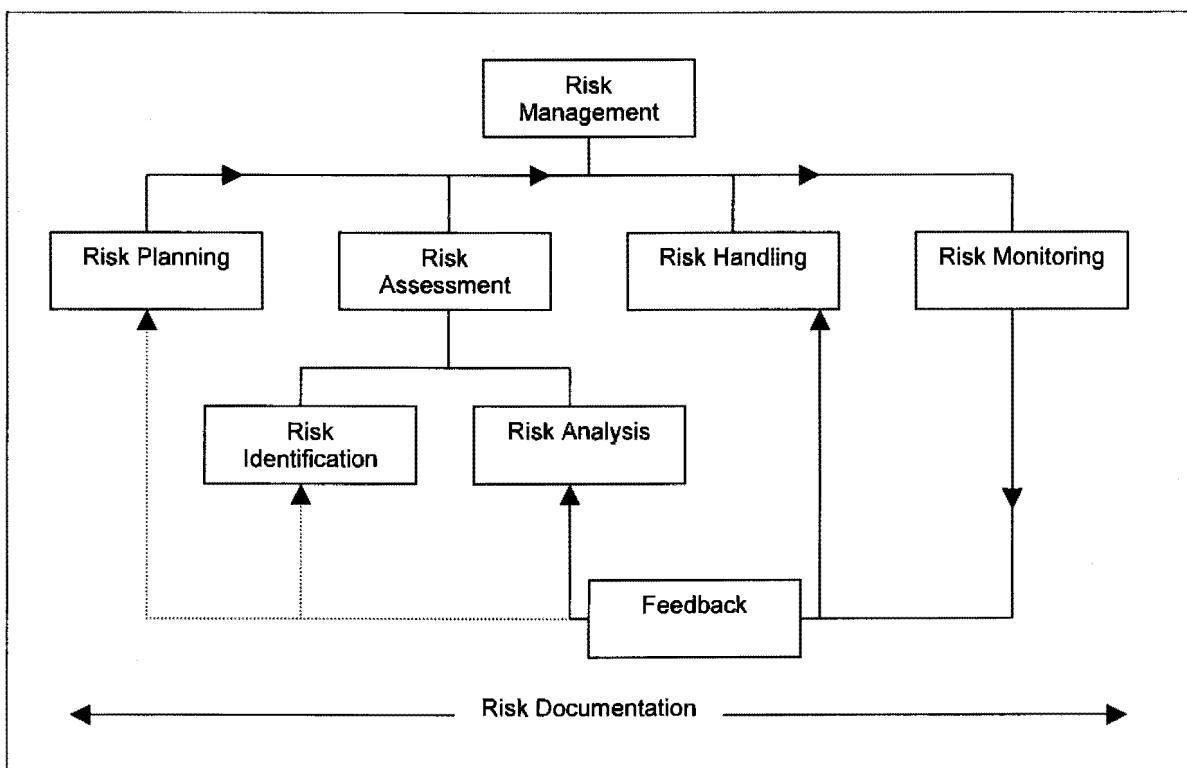 Risk
Management
Risk Planning
Risk
Assessment
Risk Handling
Risk Monitoring
Risk
Identification
Risk Analysis
Feedback
Risk Documentation